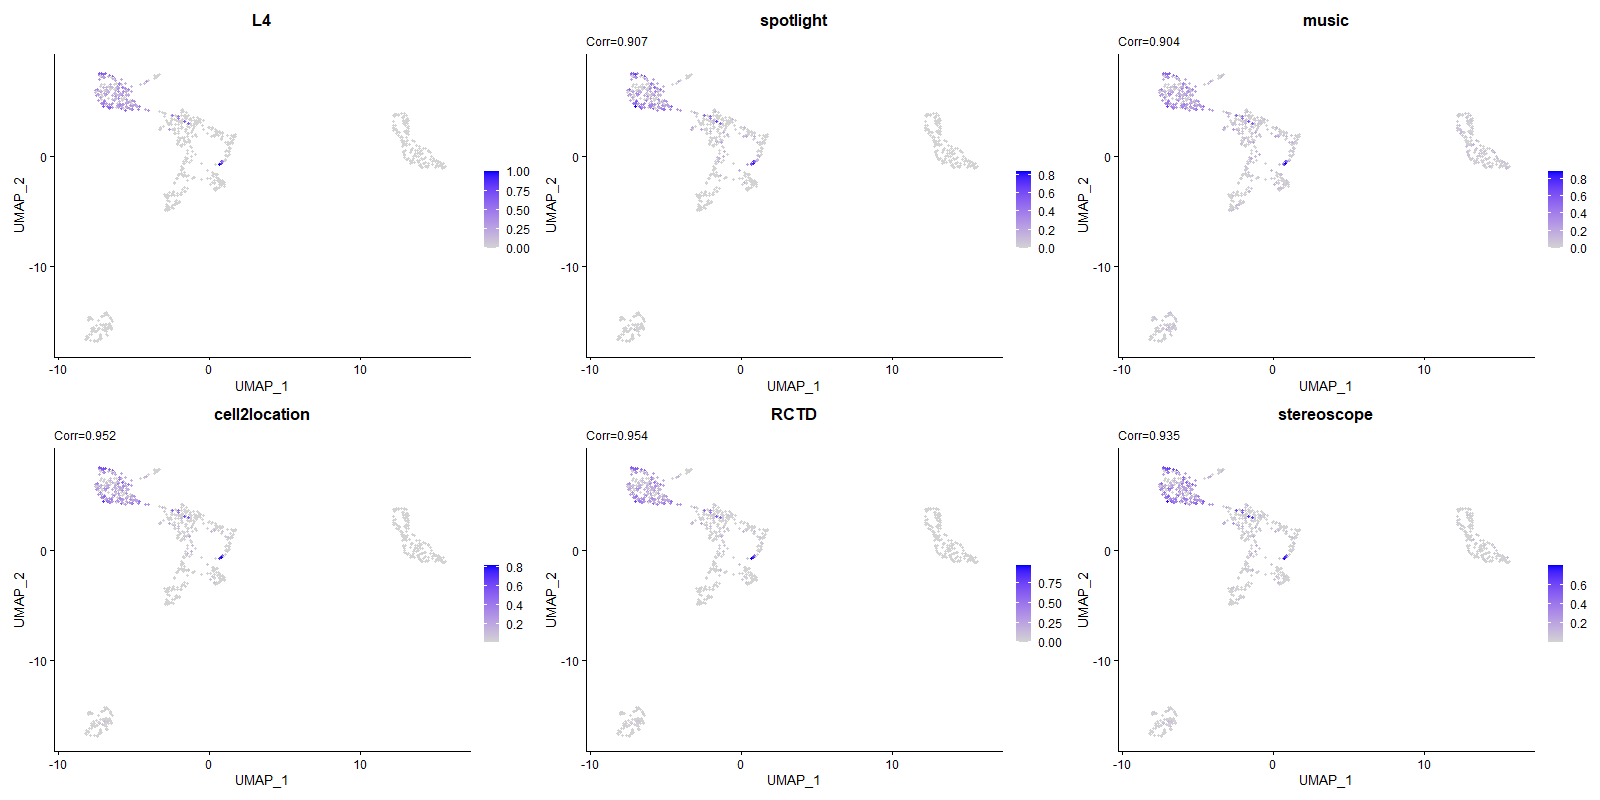 L4
UMAP_2
0
-10
-10
0
10
UMAP_1
1.00
0.75
0.50
0.25
0.00
spotlight
Corr=0.907
UMAP_2
0
-10
-10
0
10
UMAP_1
0.8
0.6
0.4
0.2
0.0
music
Corr=0.904
UMAP_2
0
-10
-10
0
10
UMAP_1
0.8
0.6
0.4
0.2
0.0
cell2location
Corr=0.952
UMAP_2
0
-10
-10
0
10
UMAP_1
0.8
0.6
0.4
0.2
RCTD
Corr=0.954
UMAP_2
0
-10
-10
0
10
UMAP_1
0.75
0.50
0.25
0.00
stereoscope
Corr=0.935
UMAP_2
0
-10
-10
0
10
UMAP_1
0.6
0.4
0.2